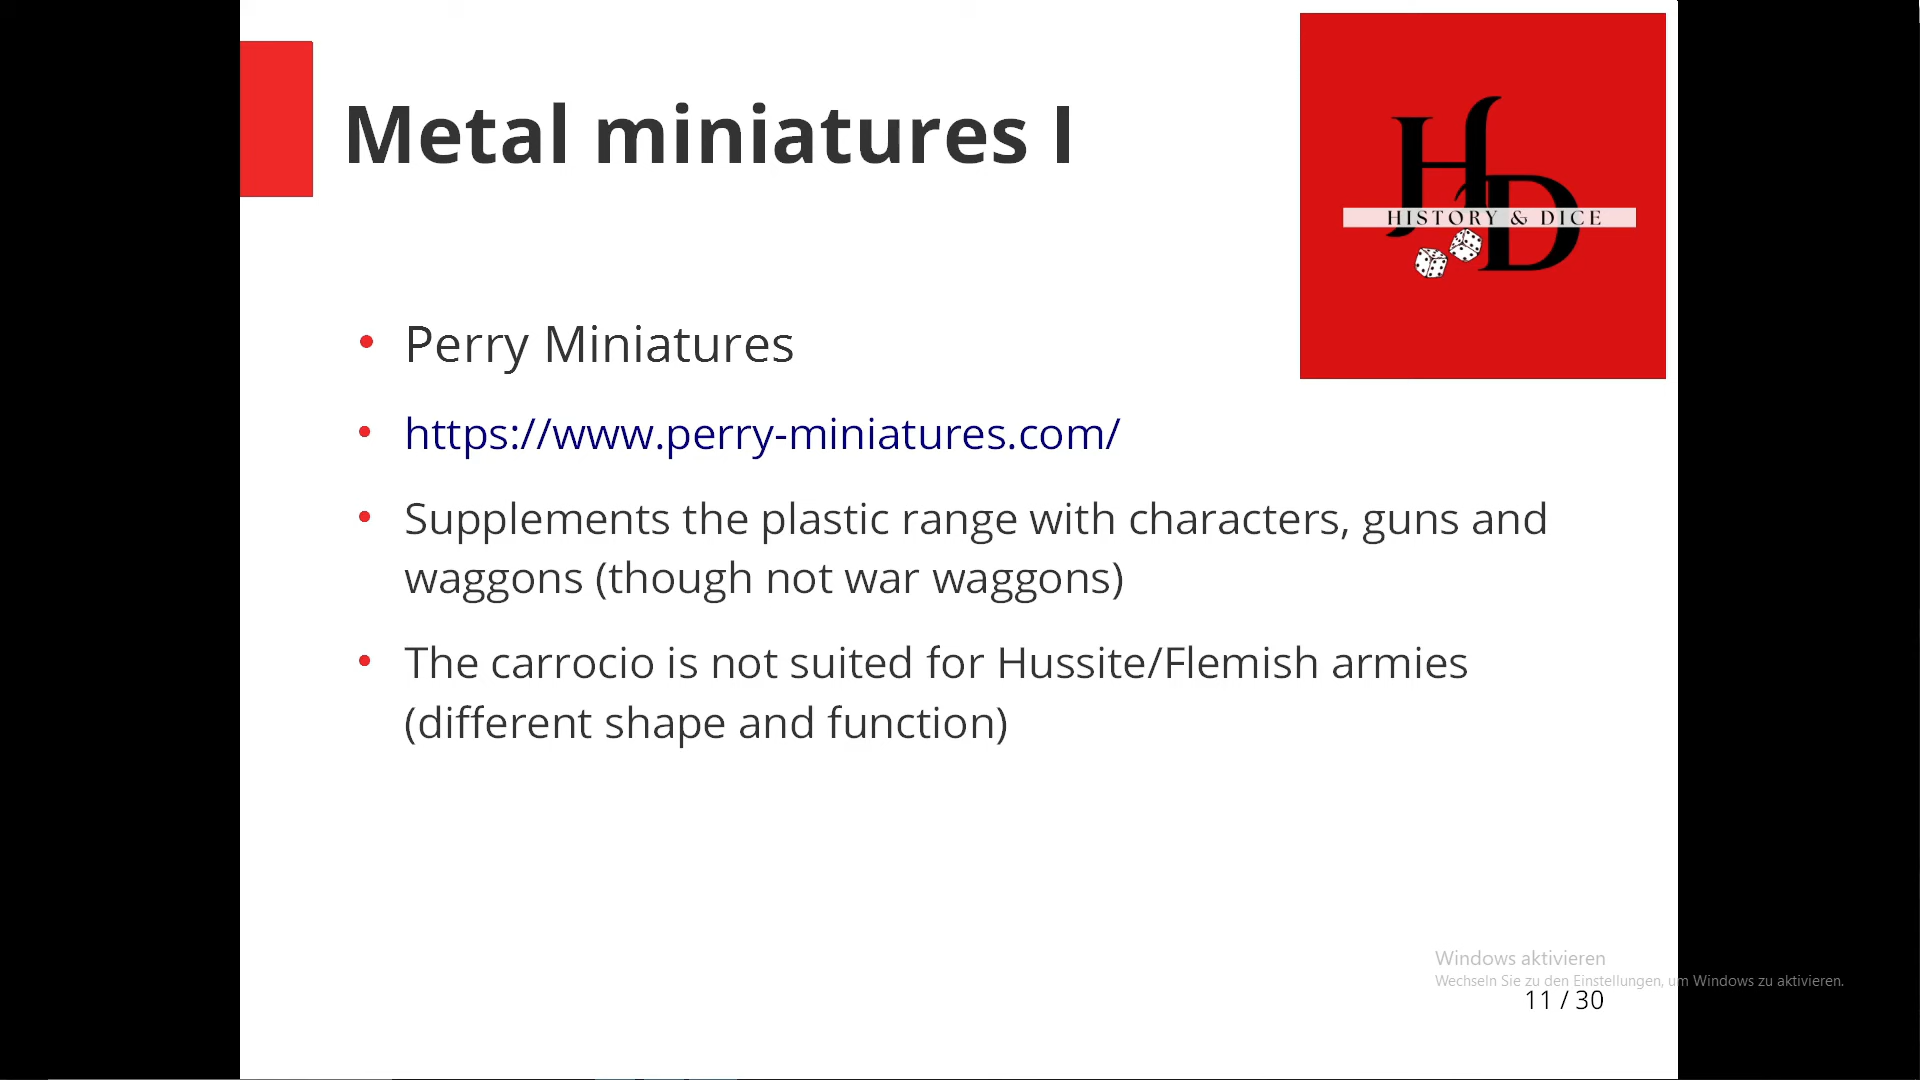 Metal miniatures I
HD
HISTORY & DICE
• Perry Miniatures
• https://www.perry-miniatures.com/
• Supplements the plastic range with characters, guns and
waggons (though not war waggons)
• The carrocio is not suited for Hussite/Flemish armies
(different shape and function)
Windows aktivieren
Wechseln Sie zu den Einstellungen, um Windows zu aktivieren.
11 / 30